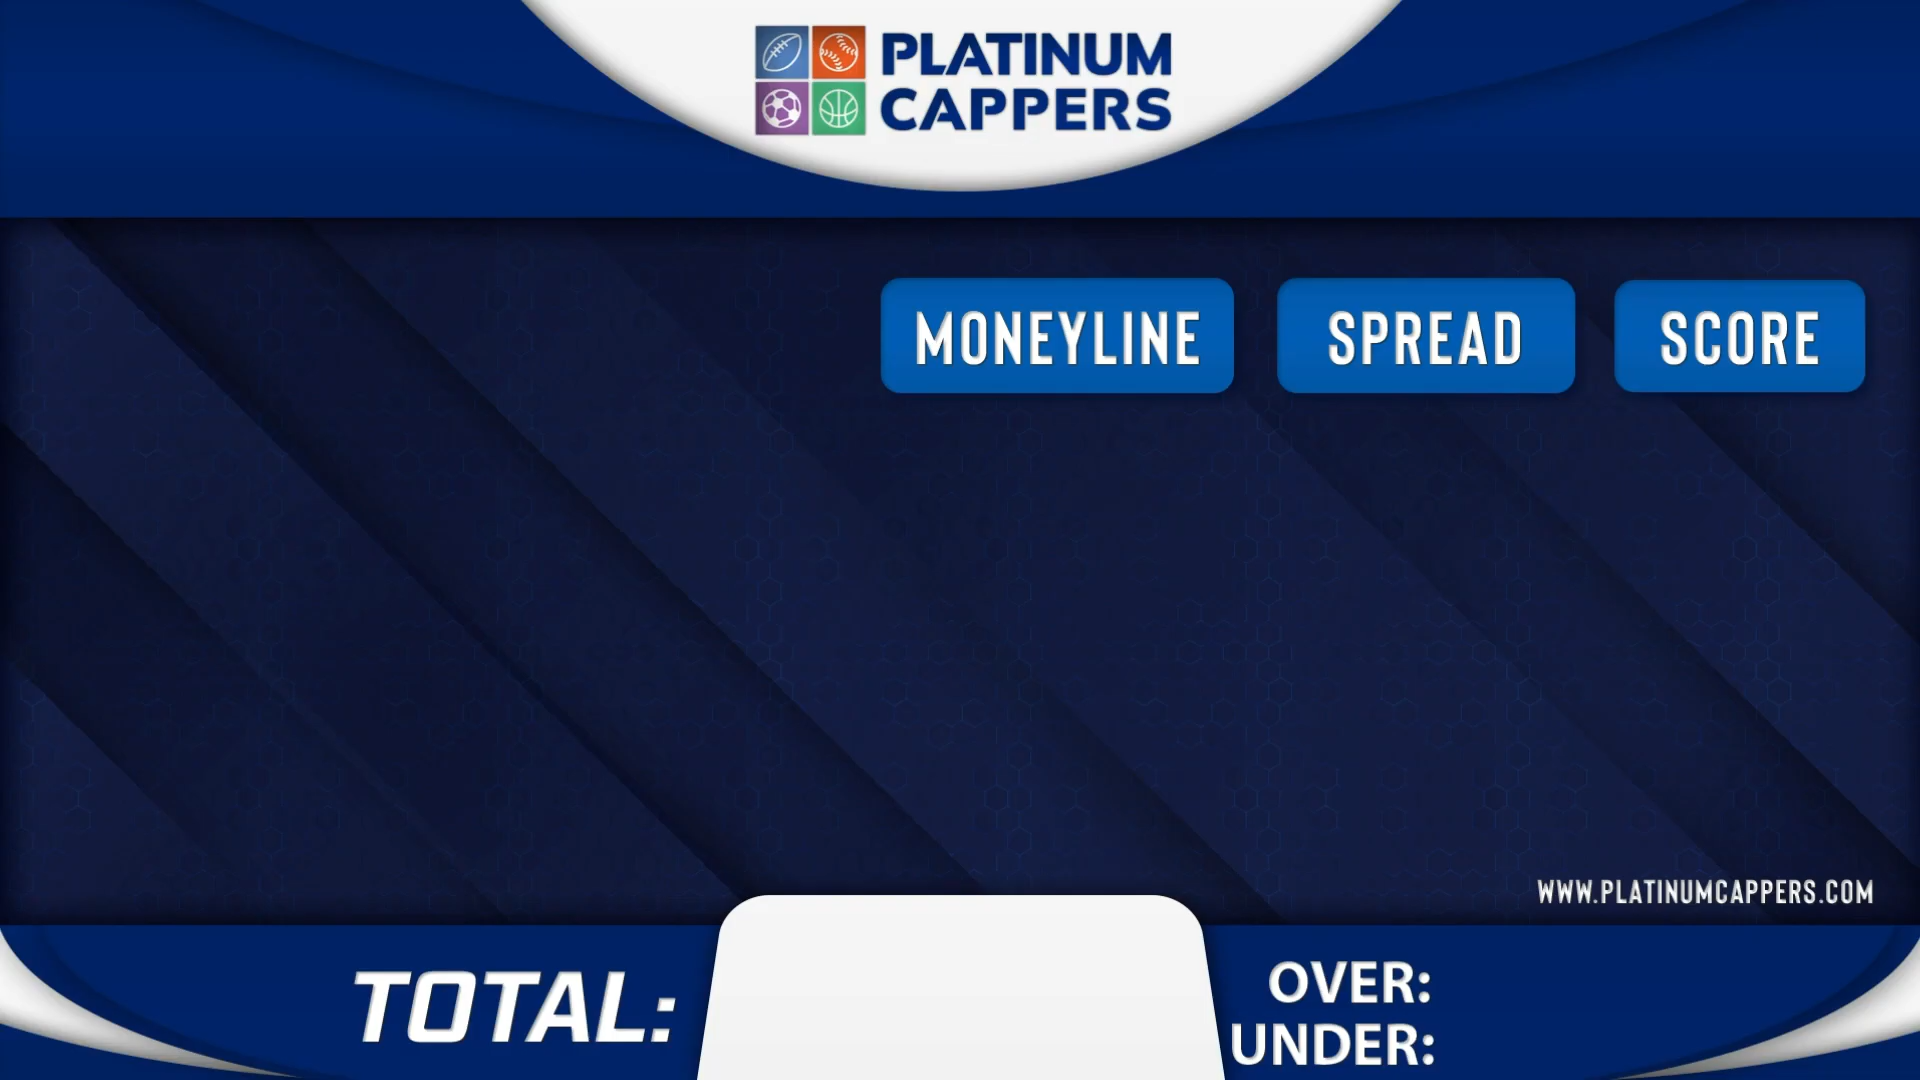 PLATINUM
CAPPERS
MONEYLINE SPREAD SCORE
WWW.PLATINUMCAPPERS.COM
TOTAL:
OVER:
UNDER: